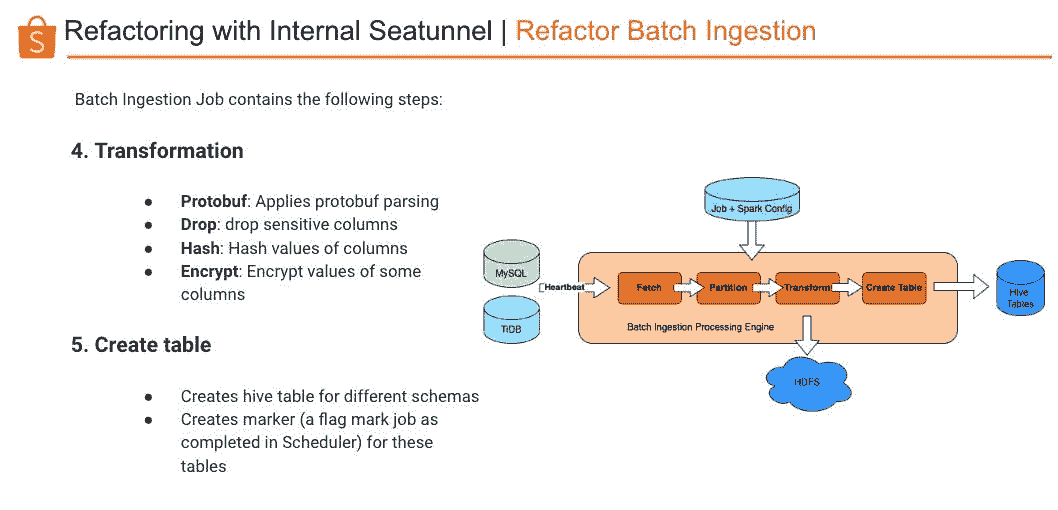 Refactoring with Internal Seatunnel | Refactor Batch Ingestion
Batch Ingestion Job contains the following steps:
4. Transformation
● Protobuf: Applies protobuf parsing
● Drop: drop sensitive columns
● Hash: Hash values of columns
● Encrypt: Encrypt values of some
columns
5. Create table
● Creates hive table for different schemas
● Creates marker (a flag mark job as
completed in Scheduler) for these
tables
Job + Spark Config
MySQL
TiDB
Heartbeat
Fetch
Partition
Transform
Create Table
Batch Ingestion Processing Engine
HDFS
Hive
Tables
S